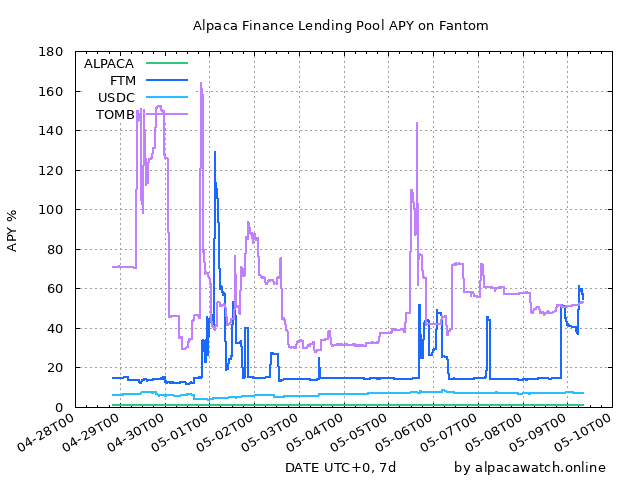 Alpaca Finance Lending Pool APY on Fantom
APY %
180
160
140
120
100
80
60
40
20
0
ALPACA
FTM
USDC
TOMB
04-28T00
04-29T00
04-30T00
05-01T00
05-02T00
05-03T00
05-04T00
05-05T00
05-06T00
05-07T00
05-08T00
05-09T00
05-10T00
DATE UTC+0, 7d
by alpacawatch.online